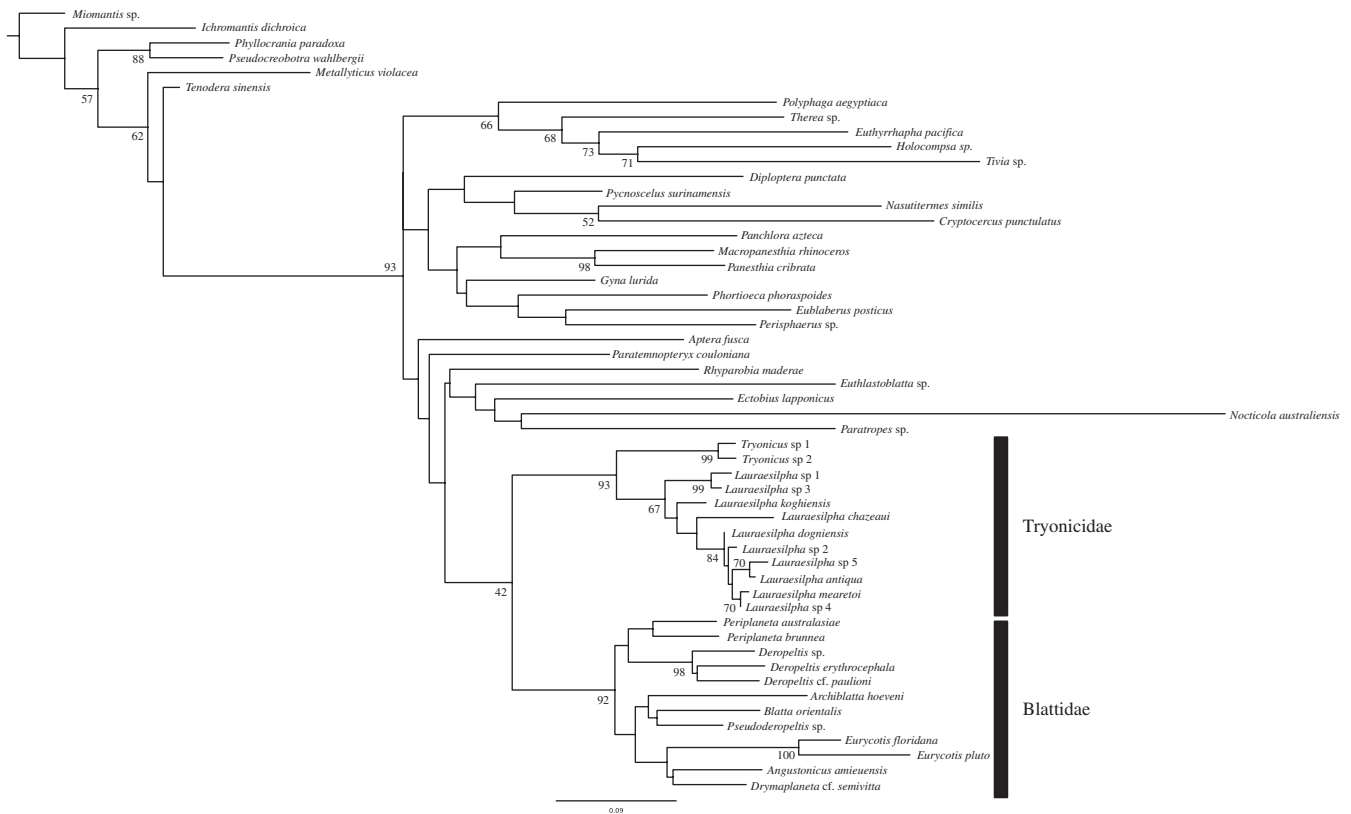 Miomantis sp.
Ichromantis dichroica
Phyllocrania paradoxa
88
Pseudocreobotra wahlbergii
Metallyticus violacea
Tenodera sinensis
57
Polyphaga aegyptiaca
Therea sp.
66
62
Euthyrrhapha pacifica
68
Holocompsa sp.
73
Tivia sp.
71
Diploptera punctata
Pycnoscelus surinamensis
Nasutitermes similis
Cryptocercus punctulatus
52
Panchlora azteca
Macropanesthia rhinoceros
Panesthia cribrata
98
93
Gyna lurida
Phortioeca phoraspoides
Eublaberus posticus
Perisphaerus sp.
Aptera fusca
Paratemnopteryx couloniana
Rhyparobia maderae
Euthlastoblatta sp.
Ectobius lapponicus
Nocticola australiensis
Paratropes sp.
Tryonicus sp 1
Tryonicus sp 2
99
Lauraesilpha sp 1
93
Lauraesilpha sp 3
99
Lauraesilpha koghiensis
67
Lauraesilpha chazeaui
Tryonicidae
Lauraesilpha dogniensis
Lauraesilpha sp 2
84
70
Lauraesilpha sp 5
Lauraesilpha antiqua
Lauraesilpha mearetoi
42
70
Lauraesilpha sp 4
Periplaneta australasiae
Periplaneta brunnea
Deropeltis sp.
Deropeltis erythrocephala
98
Deropeltis cf. paulioni
Archiblatta hoeveni
92
Blatta orientalis
Blattidae
Pseudoderopeltis sp.
Eurycotis floridana
100
Eurycotis pluto
Angustonicus amieuensis
Drymaplaneta cf. semivitta
0.09